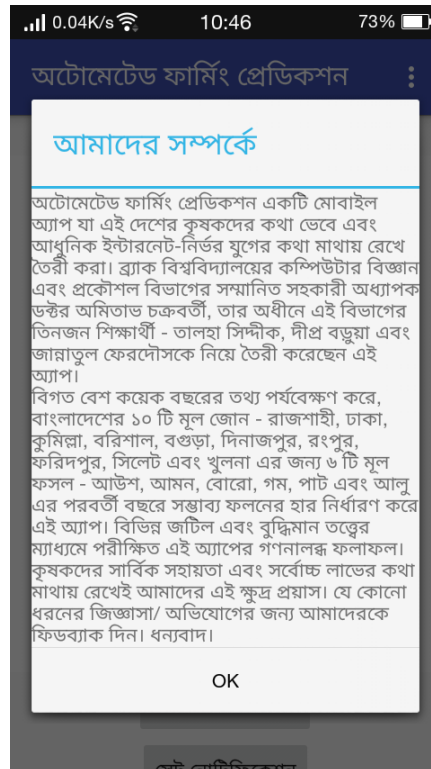 0.04K/s 10:46 73%
অটোমেটেড ফার্মিং প্রেডিকশন
আমাদের সম্পর্কে
অটোমেটেড ফার্মিং প্রেডিকশন একটি মোবাইল
অ্যাপ যা এই দেশের কৃষকদের কথা ভেবে এবং
আধুনিক ইন্টারনেট-নির্ভর যুগের কথা মাথায় রেখে
তৈরী করা। ব্র্যাক বিশ্ববিদ্যালয়ের কম্পিউটার বিজ্ঞান
এবং প্রকৌশল বিভাগের সম্মানিত সহকারী অধ্যাপক
ডক্টর অমিতাভ চক্রবর্তী, তার অধীনে এই বিভাগের
তিনজন শিক্ষার্থী - তালহা সিদ্দীক, দীপ্র বড়ুয়া এবং
জান্নাতুল ফেরদৌসকে নিয়ে তৈরী করেছেন এই
অ্যাপ।
বিগত বেশ কয়েক বছরের তথ্য পর্যবেক্ষণ করে,
বাংলাদেশের ১০ টি মূল জোন - রাজশাহী, ঢাকা,
কুমিল্লা, বরিশাল, বগুড়া, দিনাজপুর, রংপুর,
ফরিদপুর, সিলেট এবং খুলনা এর জন্য ৬ টি মূল
ফসল - আউশ, আমন, বোরো, গম, পাট এবং আলু
এর পরবর্তী বছরে সম্ভাব্য ফলনের হার নির্ধারণ করে
এই অ্যাপ। বিভিন্ন জটিল এবং বুদ্ধিমান তত্ত্বের
মাধ্যমে পরীক্ষিত এই অ্যাপের গণনালব্ধ ফলাফল।
কৃষকদের সার্বিক সহায়তা এবং সর্বোচ্চ লাভের কথা
মাথায় রেখেই আমাদের এই ক্ষুদ্র প্রয়াস। যে কোনো
ধরনের জিজ্ঞাসা/ অভিযোগের জন্য আমাদেরকে
ফিডব্যাক দিন। ধন্যবাদ।
OK